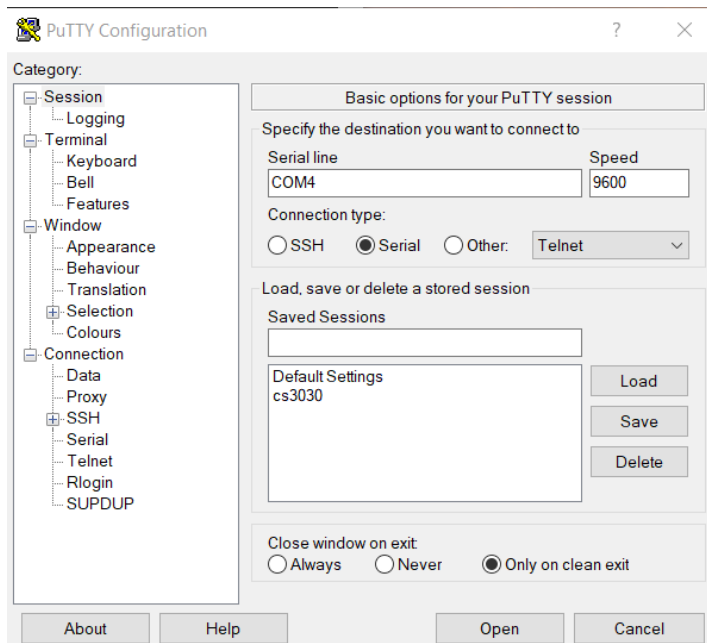 PuTTY Configuration
?
Category:
Session
Logging
Terminal
Keyboard
Bell
Features
Window
Appearance
Behaviour
Translation
Selection
Colours
Connection
Data
Proxy
SSH
Serial
Telnet
Rlogin
SUPDUP
Basic options for your PuTTY session
Specify the destination you want to connect to
Serial line Speed
COM4 9600
Connection type:
SSH Serial Other: Telnet
Load, save or delete a stored session
Saved Sessions
Default Settings
cs3030
Load
Save
Delete
Close window on exit:
Always Never Only on clean exit
About Help Open Cancel